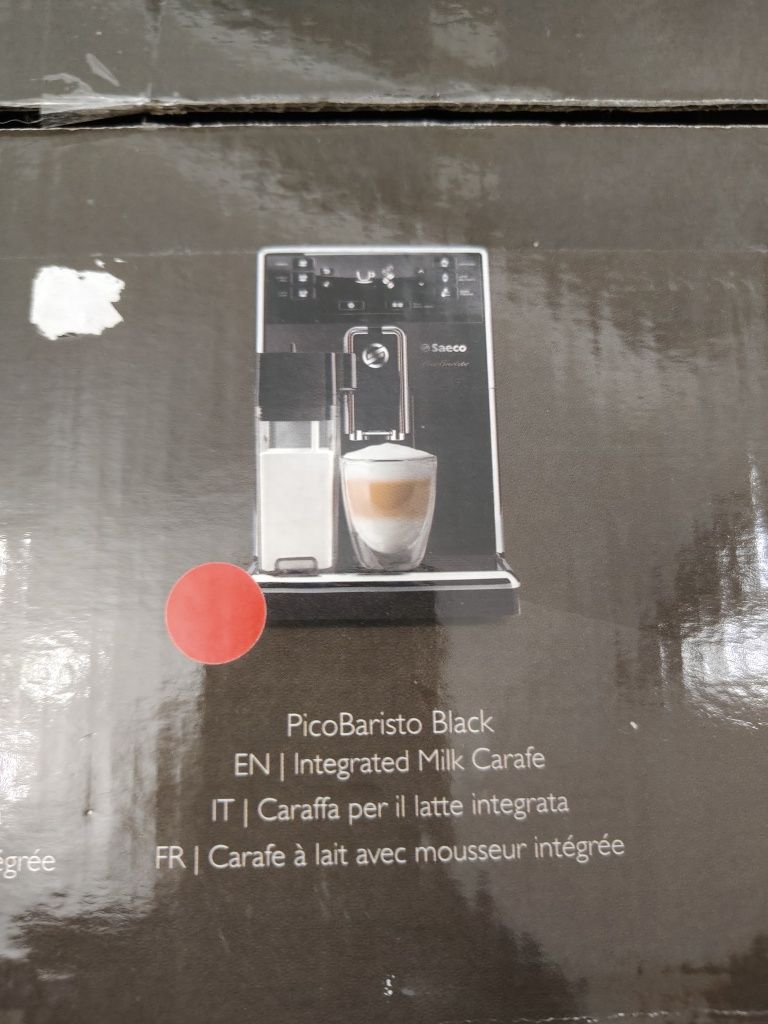 Saeco
PicoBaristo
PicoBaristo Black
EN | Integrated Milk Carafe
IT | Caraffa per il latte integrata
FR | Carafe à lait avec mousseur intégrée
égrée